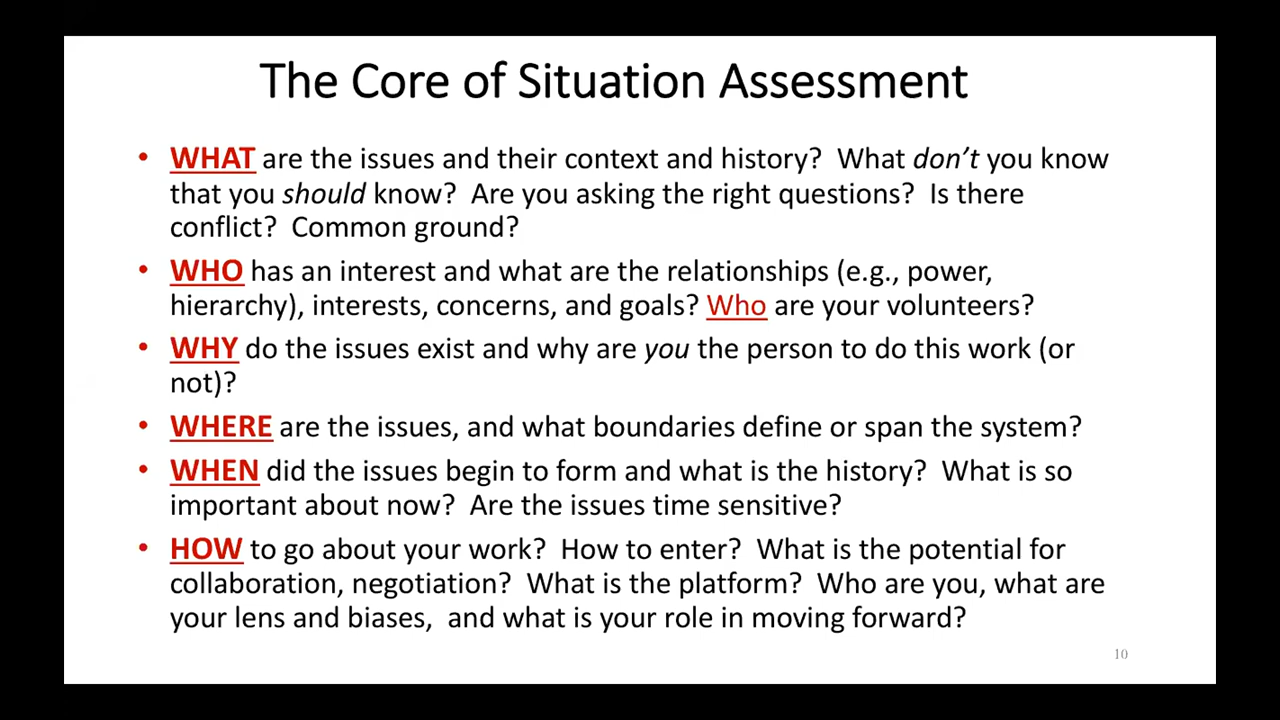 The Core of Situation Assessment
• WHAT are the issues and their context and history?  What don’t you know
that you should know?  Are you asking the right questions?  Is there
conflict?  Common ground?
• WHO has an interest and what are the relationships (e.g., power,
hierarchy), interests, concerns, and goals? Who are your volunteers?
• WHY do the issues exist and why are you the person to do this work (or
not)?
• WHERE are the issues, and what boundaries define or span the system?
• WHEN did the issues begin to form and what is the history?  What is so
important about now?  Are the issues time sensitive?
• HOW to go about your work?  How to enter?  What is the potential for
collaboration, negotiation?  What is the platform?  Who are you, what are
your lens and biases,  and what is your role in moving forward?
10